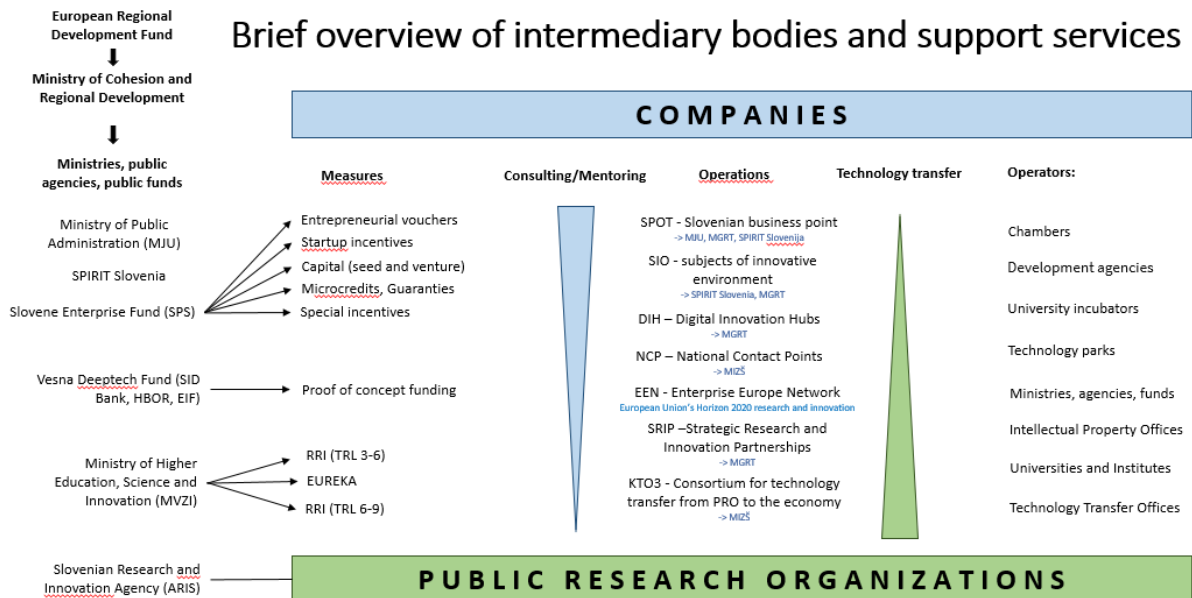 Brief overview of intermediary bodies and support services
European Regional
Development Fund
Ministry of Cohesion and
Regional Development
Ministries, public
agencies, public funds
Ministry of Public
Administration (MJU)
SPIRIT Slovenia
Slovene Enterprise Fund (SPS)
Vesna Deeptech Fund (SID
Bank, HBOR, EIF)
Ministry of Higher
Education, Science and
Innovation (MVZI)
Slovenian Research and
Innovation Agency (ARIS)
COMPANIES
Measures
Entrepreneurial vouchers
Startup incentives
Capital (seed and venture)
Microcredits, Guaranties
Special incentives
Proof of concept funding
RRI (TRL 3-6)
EUREKA
RRI (TRL 6-9)
Consulting/Mentoring
Operations
SPOT - Slovenian business point
-> MJU, MGRT, SPIRIT Slovenija
SIO - subjects of innovative
environment
-> SPIRIT Slovenia, MGRT
DIH – Digital Innovation Hubs
-> MGRT
NCP – National Contact Points
-> MIZŠ
EEN - Enterprise Europe Network
European Union's Horizon 2020 research and innovation
SRIP –Strategic Research and
Innovation Partnerships
-> MGRT
KTO3 - Consortium for technology
transfer from PRO to the economy
-> MIZŠ
Technology transfer
Operators:
Chambers
Development agencies
University incubators
Technology parks
Ministries, agencies, funds
Intellectual Property Offices
Universities and Institutes
Technology Transfer Offices
PUBLIC RESEARCH ORGANIZATIONS